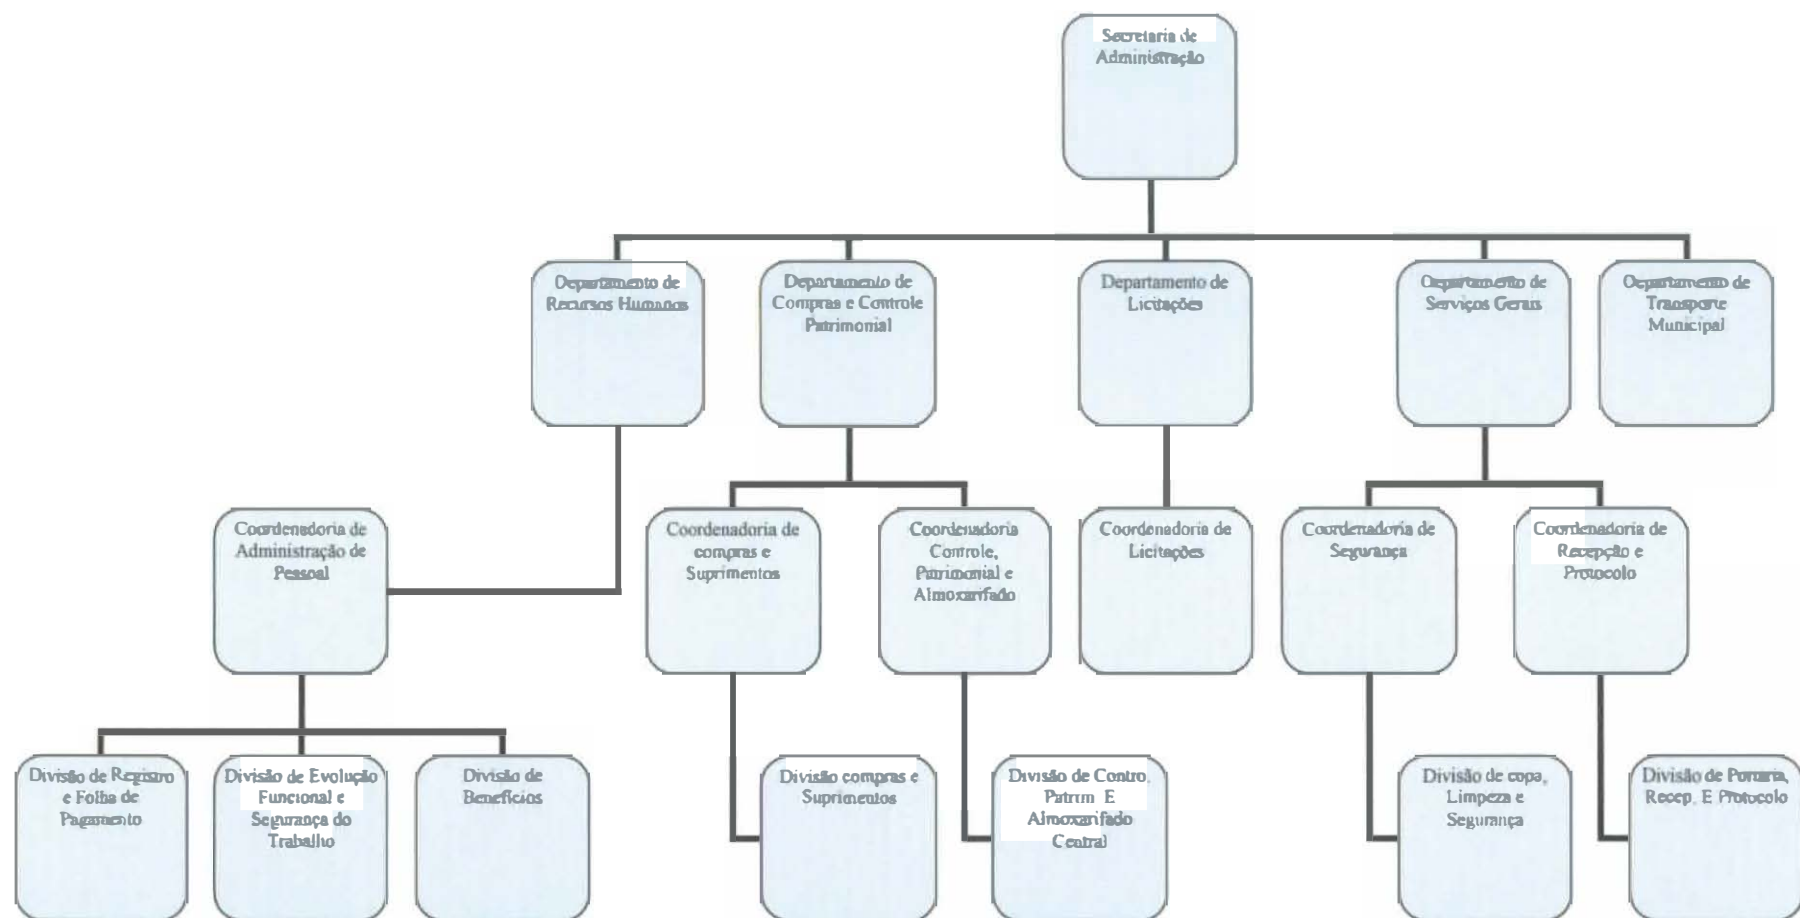 Secretaria de
Administração
Departamento de
Recursos Humanos
Departamento de
Compras e Controle
Patrimonial
Departamento de
Licitações
Departamento de
Serviços Gerais
Departamento de
Transporte
Municipal
Coordenadoria de
Administração de
Pessoal
Coordenadoria de
compras e
Suprimentos
Coordenadoria
Controle,
Patrimonial e
Almoxarifado
Coordenadoria de
Licitações
Coordenadoria de
Segurança
Coordenadoria de
Recepção e
Protocolo
Divisão de Registro
e Folha de
Pagamento
Divisão de Evolução
Funcional e
Segurança do
Trabalho
Divisão de
Benefícios
Divisão compras e
Suprimentos
Divisão de Contro.
Patrim. E
Almoxarifado
Central
Divisão de copa,
Limpeza e
Segurança
Divisão de Portaria,
Recep. E Protocolo